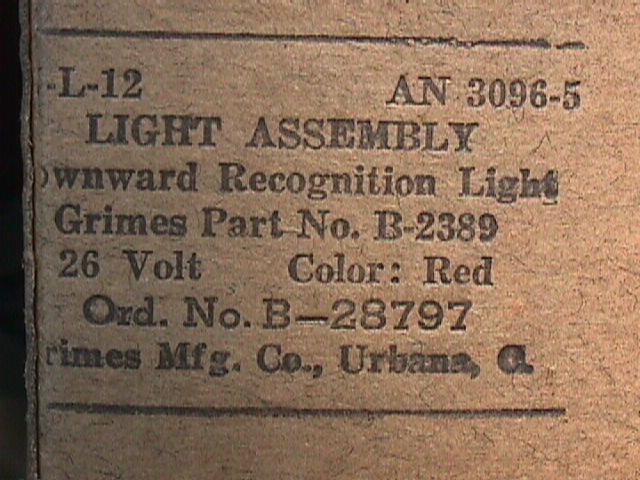 -L-12 AN 3096-5
LIGHT ASSEMBLY
ownward Recognition Light
Grimes Part No. B-2389
26 Volt Color: Red
Ord. No. B-28797
rimes Mfg. Co., Urbana, O.